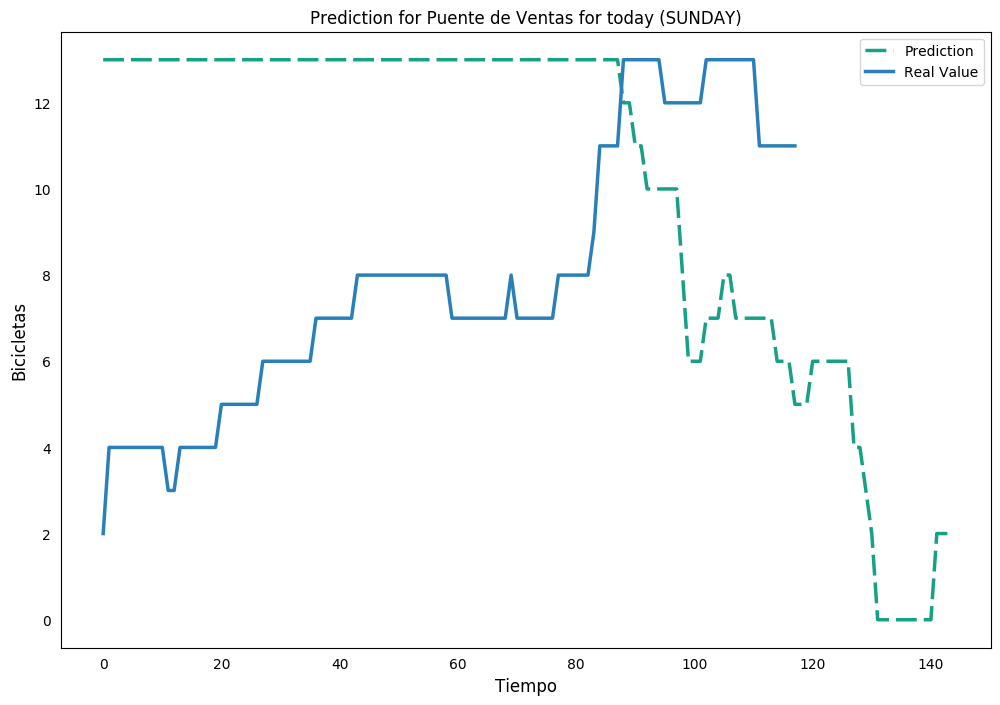 Prediction for Puente de Ventas for today (SUNDAY)
Prediction
Real Value
Bicicletas
12
10
8
6
4
2
0
0 20 40 60 80 100 120 140
Tiempo